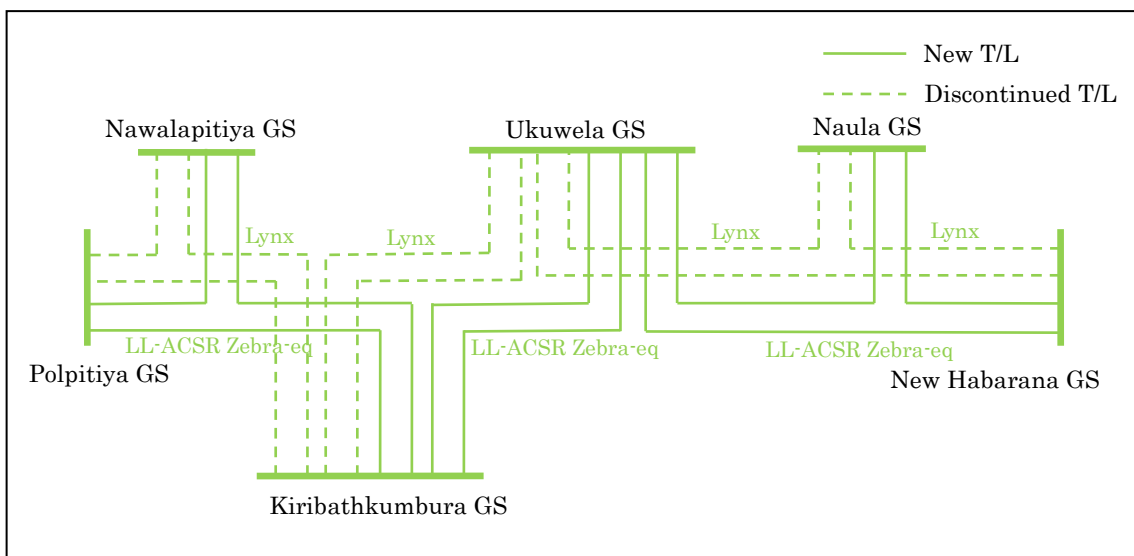 New T/L
Discontinued T/L
Nawalapitiya GS
Ukuwela GS
Naula GS
Lynx
Lynx
Lynx
Lynx
LL-ACSR Zebra-eq
LL-ACSR Zebra-eq
LL-ACSR Zebra-eq
Polpitiya GS
New Habarana GS
Kiribathkumbura GS